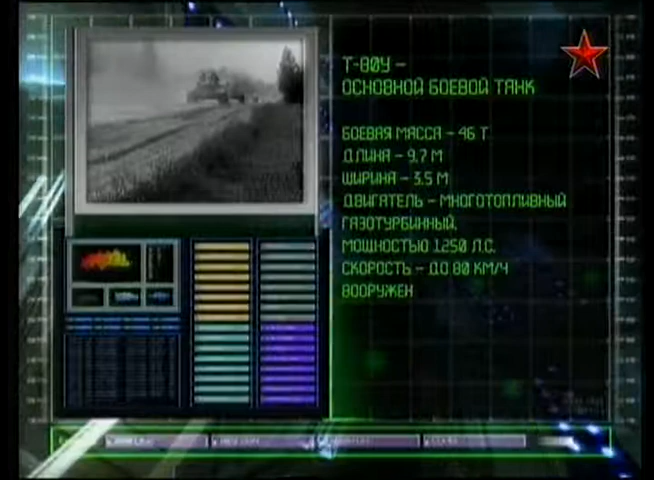 Т-80У –
ОСНОВНОЙ БОЕВОЙ ТАНК
БОЕВАЯ МАССА – 46 Т
ДЛИНА – 9.7 М
ШИРИНА – 3.5 М
ДВИГАТЕЛЬ – МНОГОТОПЛИВНЫЙ
ГАЗОТУРБИННЫЙ,
МОЩНОСТЬЮ 1250 Л.С.
СКОРОСТЬ – ДО 80 КМ/Ч
ВООРУЖЕН